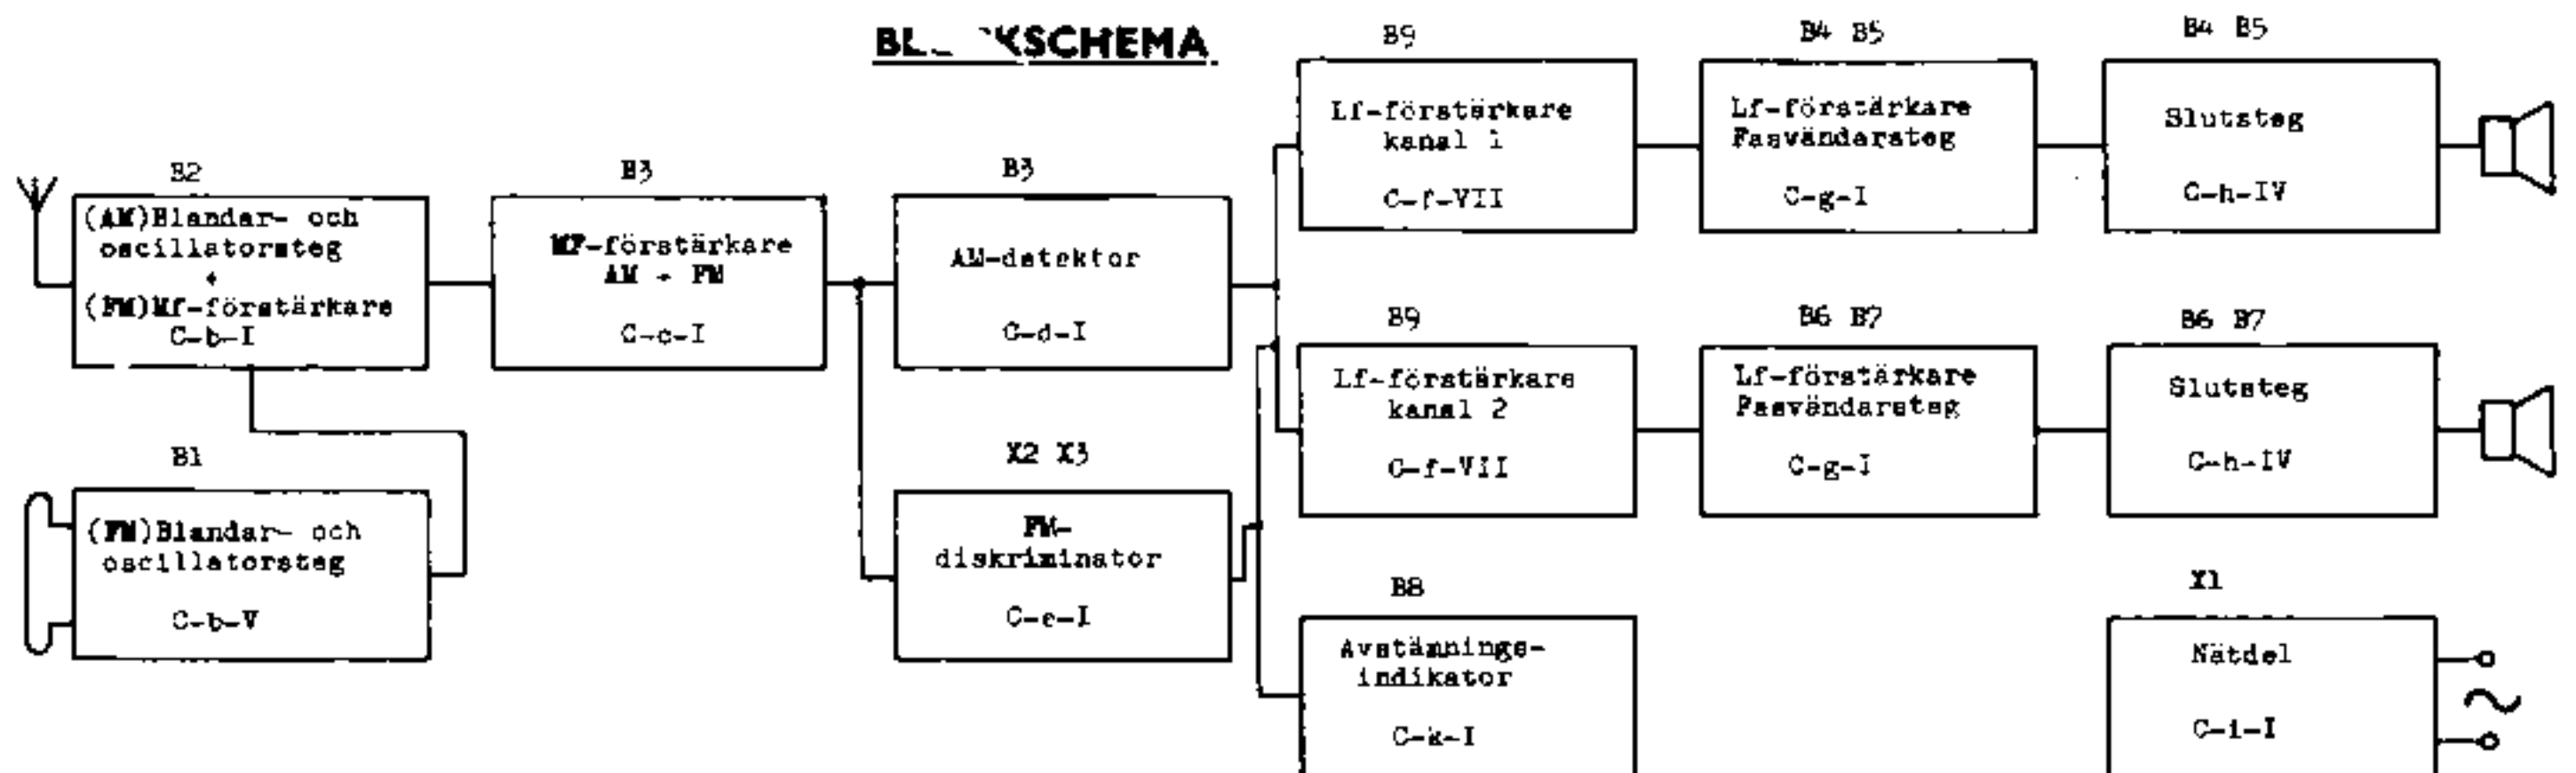 B2
(AM)Blandar- och
oscillatorsteg
+
(FM)Mf-förstärkare
C-b-I
B1
(FM)Blandar- och
oscillatorsteg
C-b-V
B3
MF-förstärkare
AM + FM
C-c-I
B3
AM-detektor
C-d-I
X2 X3
FM-
diskriminator
C-e-I
B9
Lf-förstärkare
kanal 1
C-f-VII
B4 B5
Lf-förstärkare
Fasvändarsteg
C-g-I
B4 B5
Slutsteg
C-h-IV
B9
Lf-förstärkare
kanal 2
C-f-VII
B6 B7
Lf-förstärkare
Fasvändarsteg
C-g-I
B6 B7
Slutsteg
C-h-IV
B8
Avstämnings-
indikator
C-k-I
X1
Nätdel
C-i-I